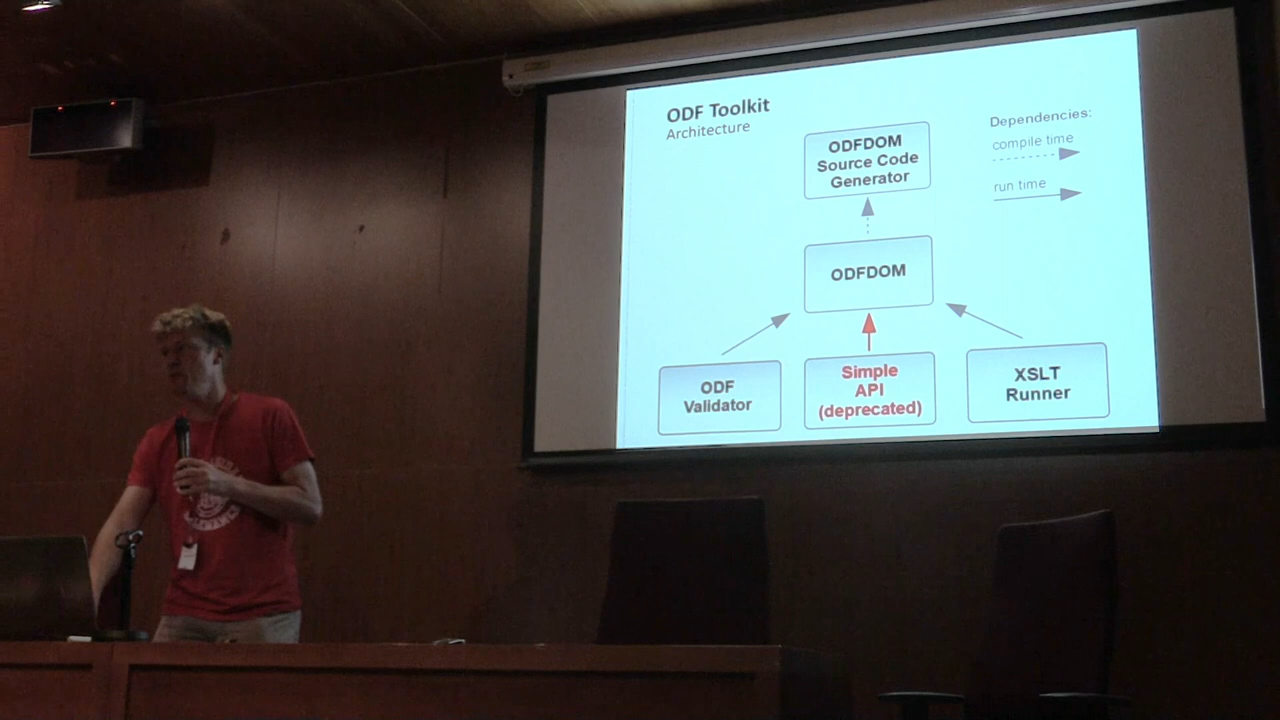 ODF Toolkit
Architecture
ODFDOM
Source Code
Generator
Dependencies:
compile time
run time
ODFDOM
ODF
Validator
Simple
API
(deprecated)
XSLT
Runner